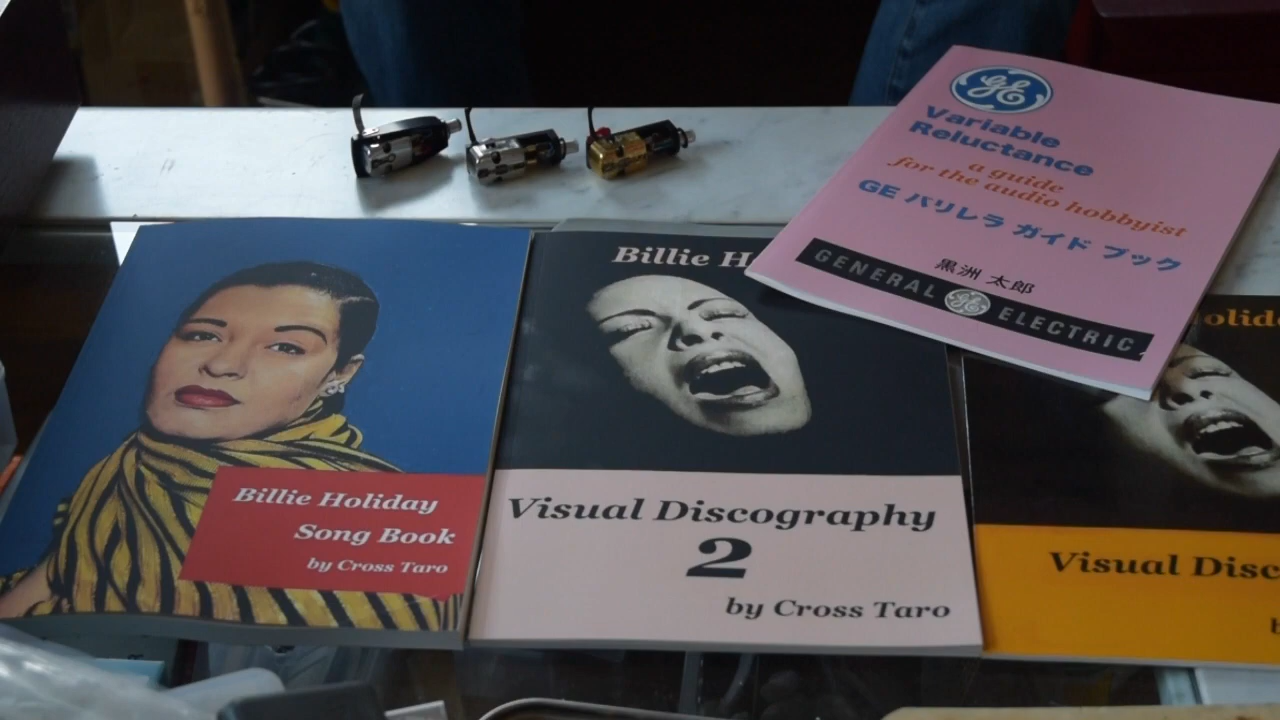 Billie Holiday
Song Book
by Cross Taro
Billie H
Visual Discography
2
by Cross Taro
GE
Variable
Reluctance
a guide
for the audio hobbyist
GE バリレラ ガイド ブック
黒洲 太郎
GENERAL GE ELECTRIC
olid
Visual Disc